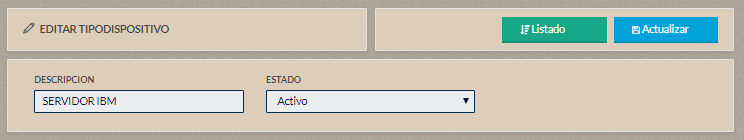 EDITAR TIPODISPOSITIVO
Listado
Actualizar
DESCRIPCION
ESTADO
SERVIDOR IBM
Activo